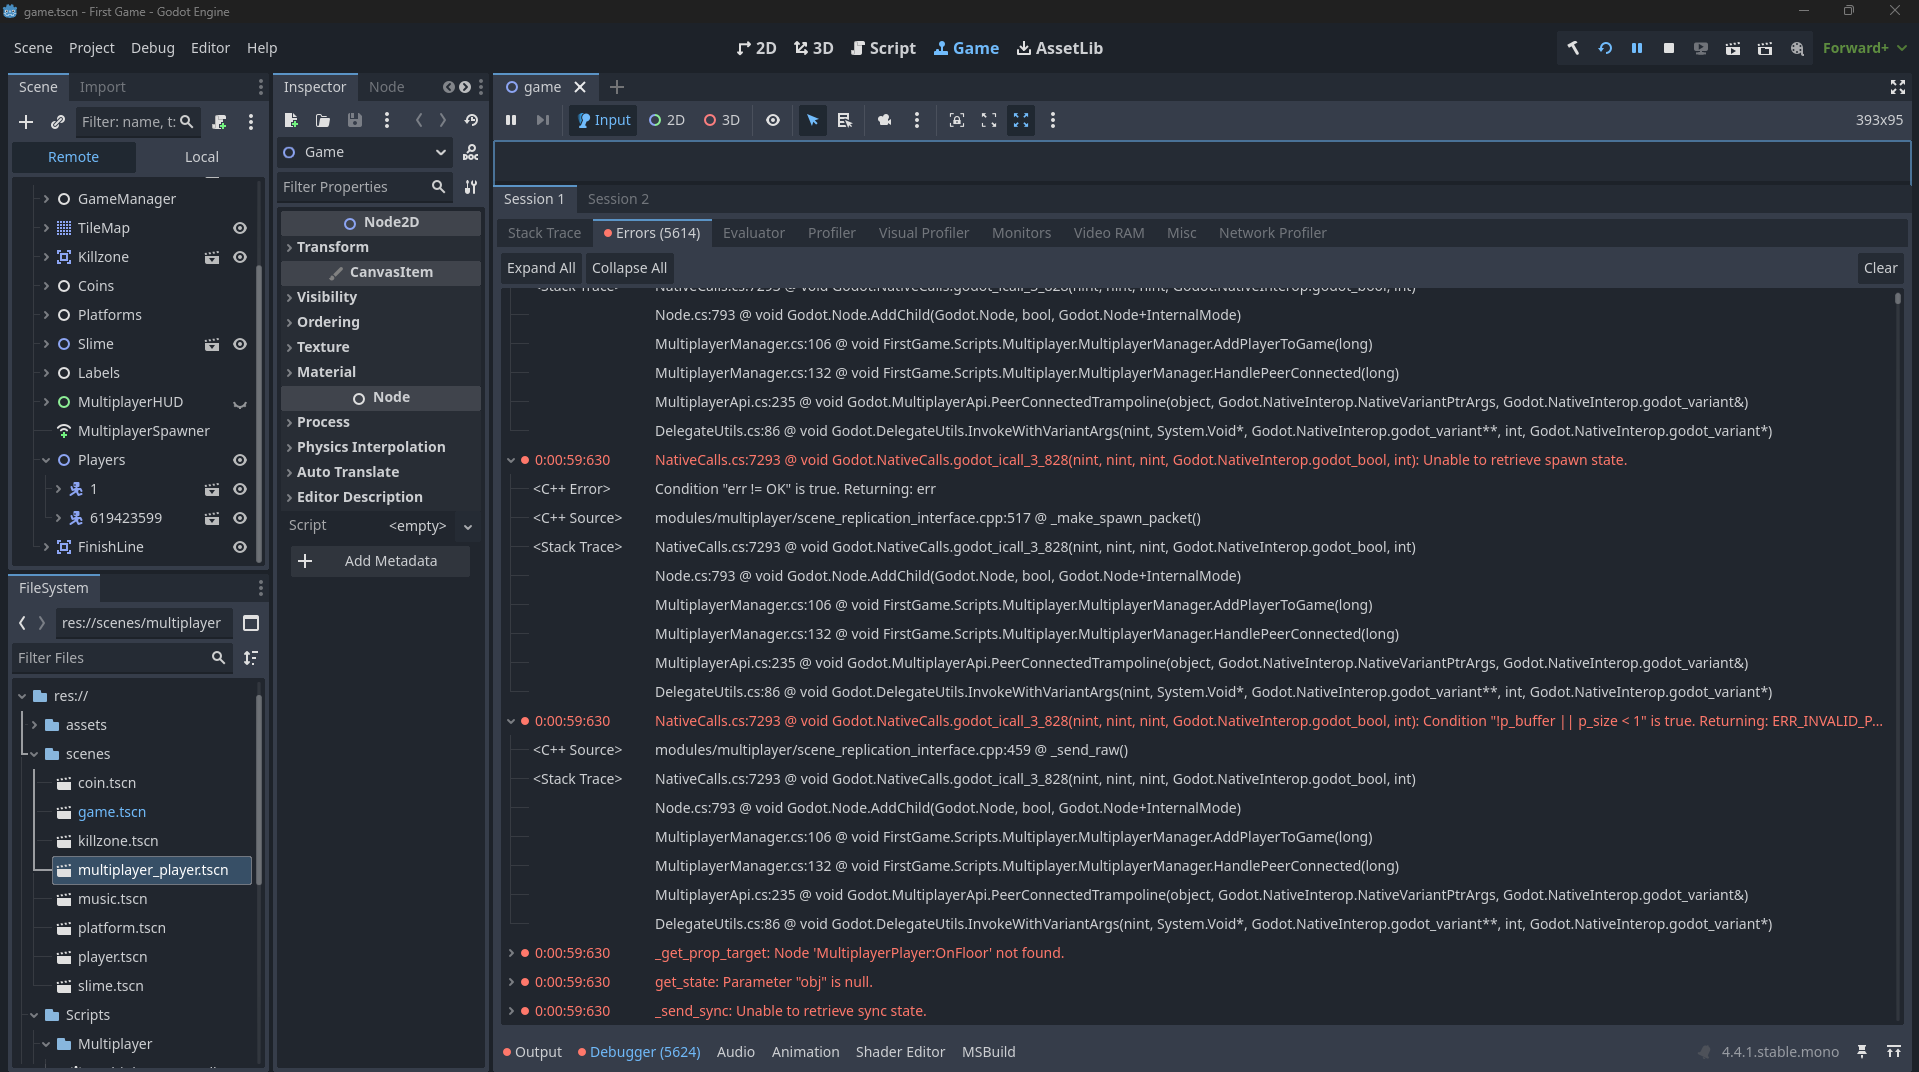 game.tscn - First Game - Godot Engine
Scene Project Debug Editor Help
2D 3D Script Game AssetLib
Forward+
Scene Import
Filter: name, t:
Remote Local
GameManager
TileMap
Killzone
Coins
Platforms
Slime
Labels
MultiplayerHUD
MultiplayerSpawner
Players
1
619423599
FinishLine
FileSystem
res://scenes/multiplayer
Filter Files
res://
assets
scenes
coin.tscn
game.tscn
killzone.tscn
multiplayer_player.tscn
music.tscn
platform.tscn
player.tscn
slime.tscn
Scripts
Multiplayer
Inspector Node
Game
DOC
Filter Properties
Node2D
Transform
CanvasItem
Visibility
Ordering
Texture
Material
Node
Process
Physics Interpolation
Auto Translate
Editor Description
Script <empty>
Add Metadata
game
Input 2D 3D
393x95
Session 1 Session 2
Stack Trace Errors (5614) Evaluator Profiler Visual Profiler Monitors Video RAM Misc Network Profiler
Expand All Collapse All Clear
<Stack Trace> NativeCalls.cs:7293 @ void Godot.NativeCalls.godot_icall_3_828(nint, nint, nint, Godot.NativeInterop.godot_bool, int)
Node.cs:793 @ void Godot.Node.AddChild(Godot.Node, bool, Godot.Node+InternalMode)
MultiplayerManager.cs:106 @ void FirstGame.Scripts.Multiplayer.MultiplayerManager.AddPlayerToGame(long)
MultiplayerManager.cs:132 @ void FirstGame.Scripts.Multiplayer.MultiplayerManager.HandlePeerConnected(long)
MultiplayerApi.cs:235 @ void Godot.MultiplayerApi.PeerConnectedTrampoline(object, Godot.NativeInterop.NativeVariantPtrArgs, Godot.NativeInterop.godot_variant&)
DelegateUtils.cs:86 @ void Godot.DelegateUtils.InvokeWithVariantArgs(nint, System.Void*, Godot.NativeInterop.godot_variant**, int, Godot.NativeInterop.godot_variant*)
0:00:59:630 NativeCalls.cs:7293 @ void Godot.NativeCalls.godot_icall_3_828(nint, nint, nint, Godot.NativeInterop.godot_bool, int): Unable to retrieve spawn state.
<C++ Error> Condition "err != OK" is true. Returning: err
<C++ Source> modules/multiplayer/scene_replication_interface.cpp:517 @ _make_spawn_packet()
<Stack Trace> NativeCalls.cs:7293 @ void Godot.NativeCalls.godot_icall_3_828(nint, nint, nint, Godot.NativeInterop.godot_bool, int)
Node.cs:793 @ void Godot.Node.AddChild(Godot.Node, bool, Godot.Node+InternalMode)
MultiplayerManager.cs:106 @ void FirstGame.Scripts.Multiplayer.MultiplayerManager.AddPlayerToGame(long)
MultiplayerManager.cs:132 @ void FirstGame.Scripts.Multiplayer.MultiplayerManager.HandlePeerConnected(long)
MultiplayerApi.cs:235 @ void Godot.MultiplayerApi.PeerConnectedTrampoline(object, Godot.NativeInterop.NativeVariantPtrArgs, Godot.NativeInterop.godot_variant&)
DelegateUtils.cs:86 @ void Godot.DelegateUtils.InvokeWithVariantArgs(nint, System.Void*, Godot.NativeInterop.godot_variant**, int, Godot.NativeInterop.godot_variant*)
0:00:59:630 NativeCalls.cs:7293 @ void Godot.NativeCalls.godot_icall_3_828(nint, nint, nint, Godot.NativeInterop.godot_bool, int): Condition "!p_buffer || p_size < 1" is true. Returning: ERR_INVALID_P...
<C++ Source> modules/multiplayer/scene_replication_interface.cpp:459 @ _send_raw()
<Stack Trace> NativeCalls.cs:7293 @ void Godot.NativeCalls.godot_icall_3_828(nint, nint, nint, Godot.NativeInterop.godot_bool, int)
Node.cs:793 @ void Godot.Node.AddChild(Godot.Node, bool, Godot.Node+InternalMode)
MultiplayerManager.cs:106 @ void FirstGame.Scripts.Multiplayer.MultiplayerManager.AddPlayerToGame(long)
MultiplayerManager.cs:132 @ void FirstGame.Scripts.Multiplayer.MultiplayerManager.HandlePeerConnected(long)
MultiplayerApi.cs:235 @ void Godot.MultiplayerApi.PeerConnectedTrampoline(object, Godot.NativeInterop.NativeVariantPtrArgs, Godot.NativeInterop.godot_variant&)
DelegateUtils.cs:86 @ void Godot.DelegateUtils.InvokeWithVariantArgs(nint, System.Void*, Godot.NativeInterop.godot_variant**, int, Godot.NativeInterop.godot_variant*)
0:00:59:630 _get_prop_target: Node 'MultiplayerPlayer:OnFloor' not found.
0:00:59:630 get_state: Parameter "obj" is null.
0:00:59:630 _send_sync: Unable to retrieve sync state.
Output Debugger (5624) Audio Animation Shader Editor MSBuild
4.4.1.stable.mono